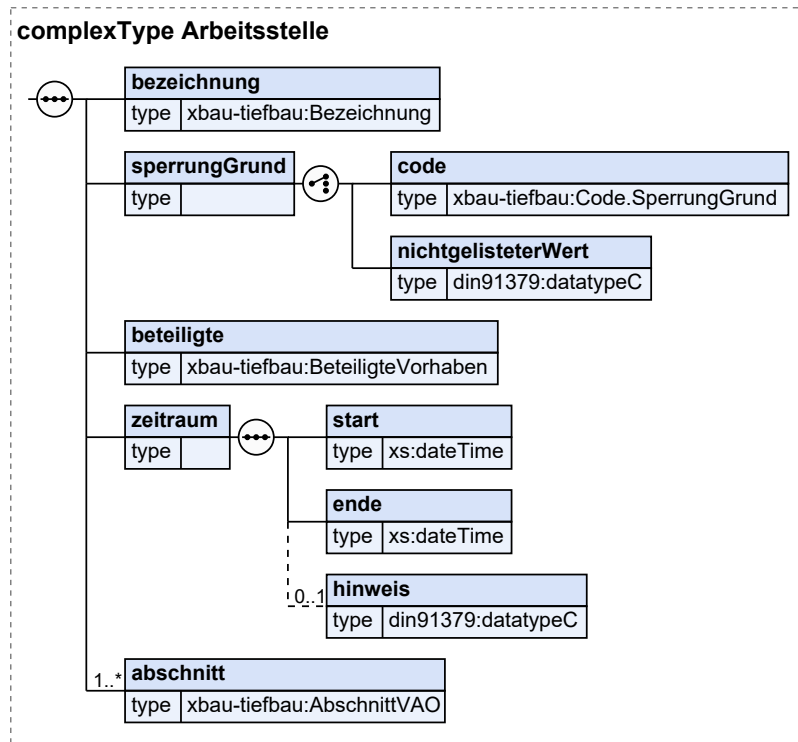 complexType Arbeitsstelle
bezeichnung
type xbau-tiefbau:Bezeichnung
sperrungGrund
type
code
type xbau-tiefbau:Code.SperrungGrund
nichtgelisteterWert
type din91379:datatypeC
beteiligte
type xbau-tiefbau:BeteiligteVorhaben
zeitraum
type
start
type xs:dateTime
ende
type xs:dateTime
0..1
hinweis
type din91379:datatypeC
1..*
abschnitt
type xbau-tiefbau:AbschnittVAO